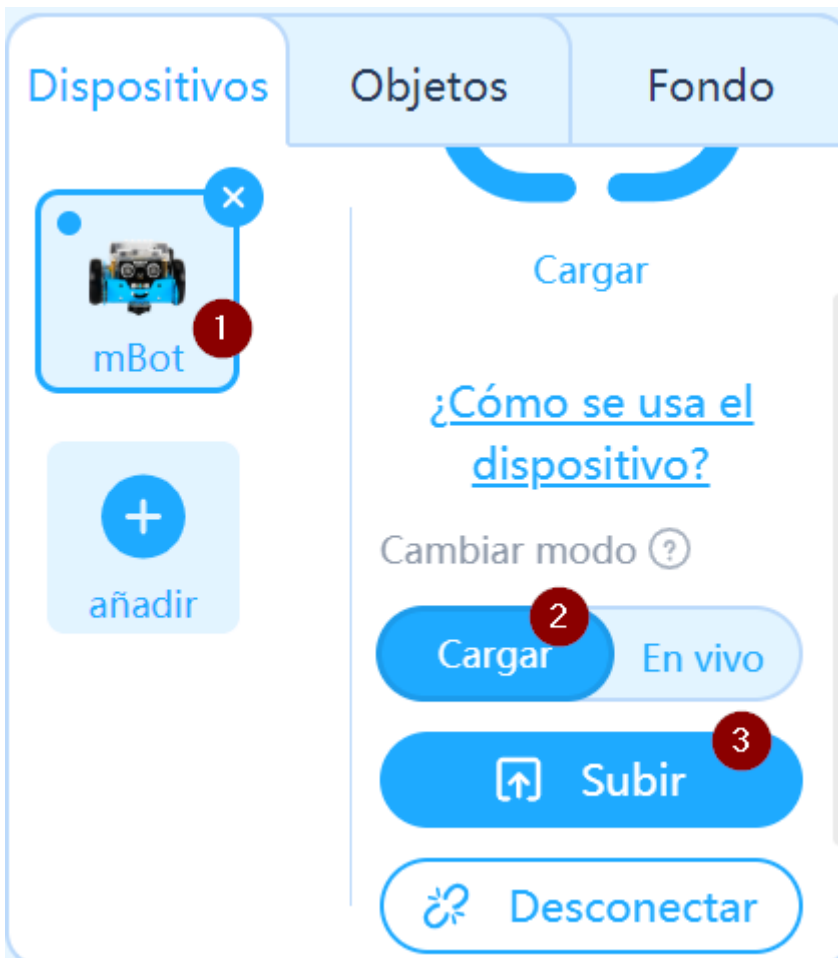 Dispositivos
Objetos
Fondo
1
mBot
añadir
Cargar
¿Cómo se usa el
dispositivo?
Cambiar modo ?
2
Cargar
En vivo
3
Subir
Desconectar